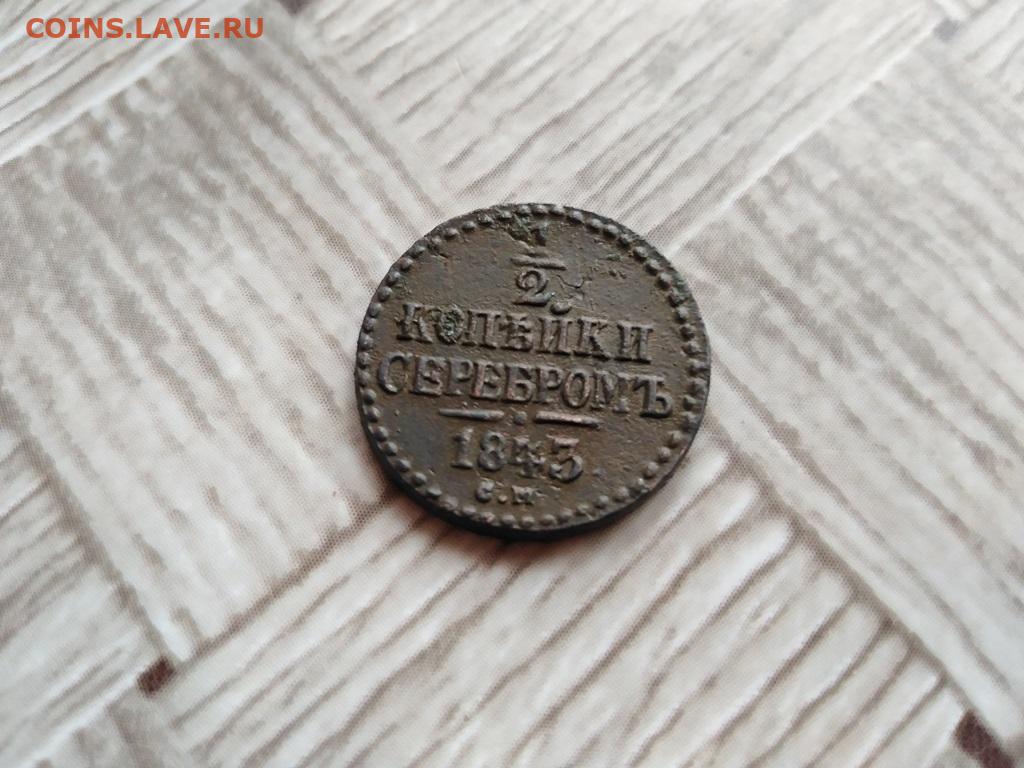 COINS.LAVE.RU
1
2
КОПѢЙКИ
СЕРЕБРОМЪ
1843.
С.М